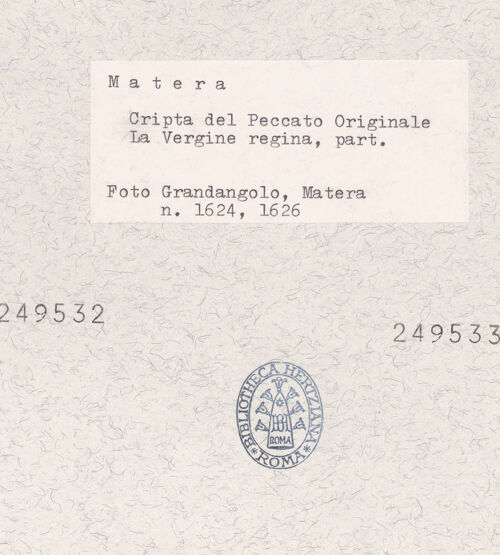 Matera
Cripta del Peccato Originale
La Vergine regina, part.
Foto Grandangolo, Matera
n. 1624, 1626
249532
249533
BIBLIOTHECA HERTZIANA
ROMA
*ROMA*